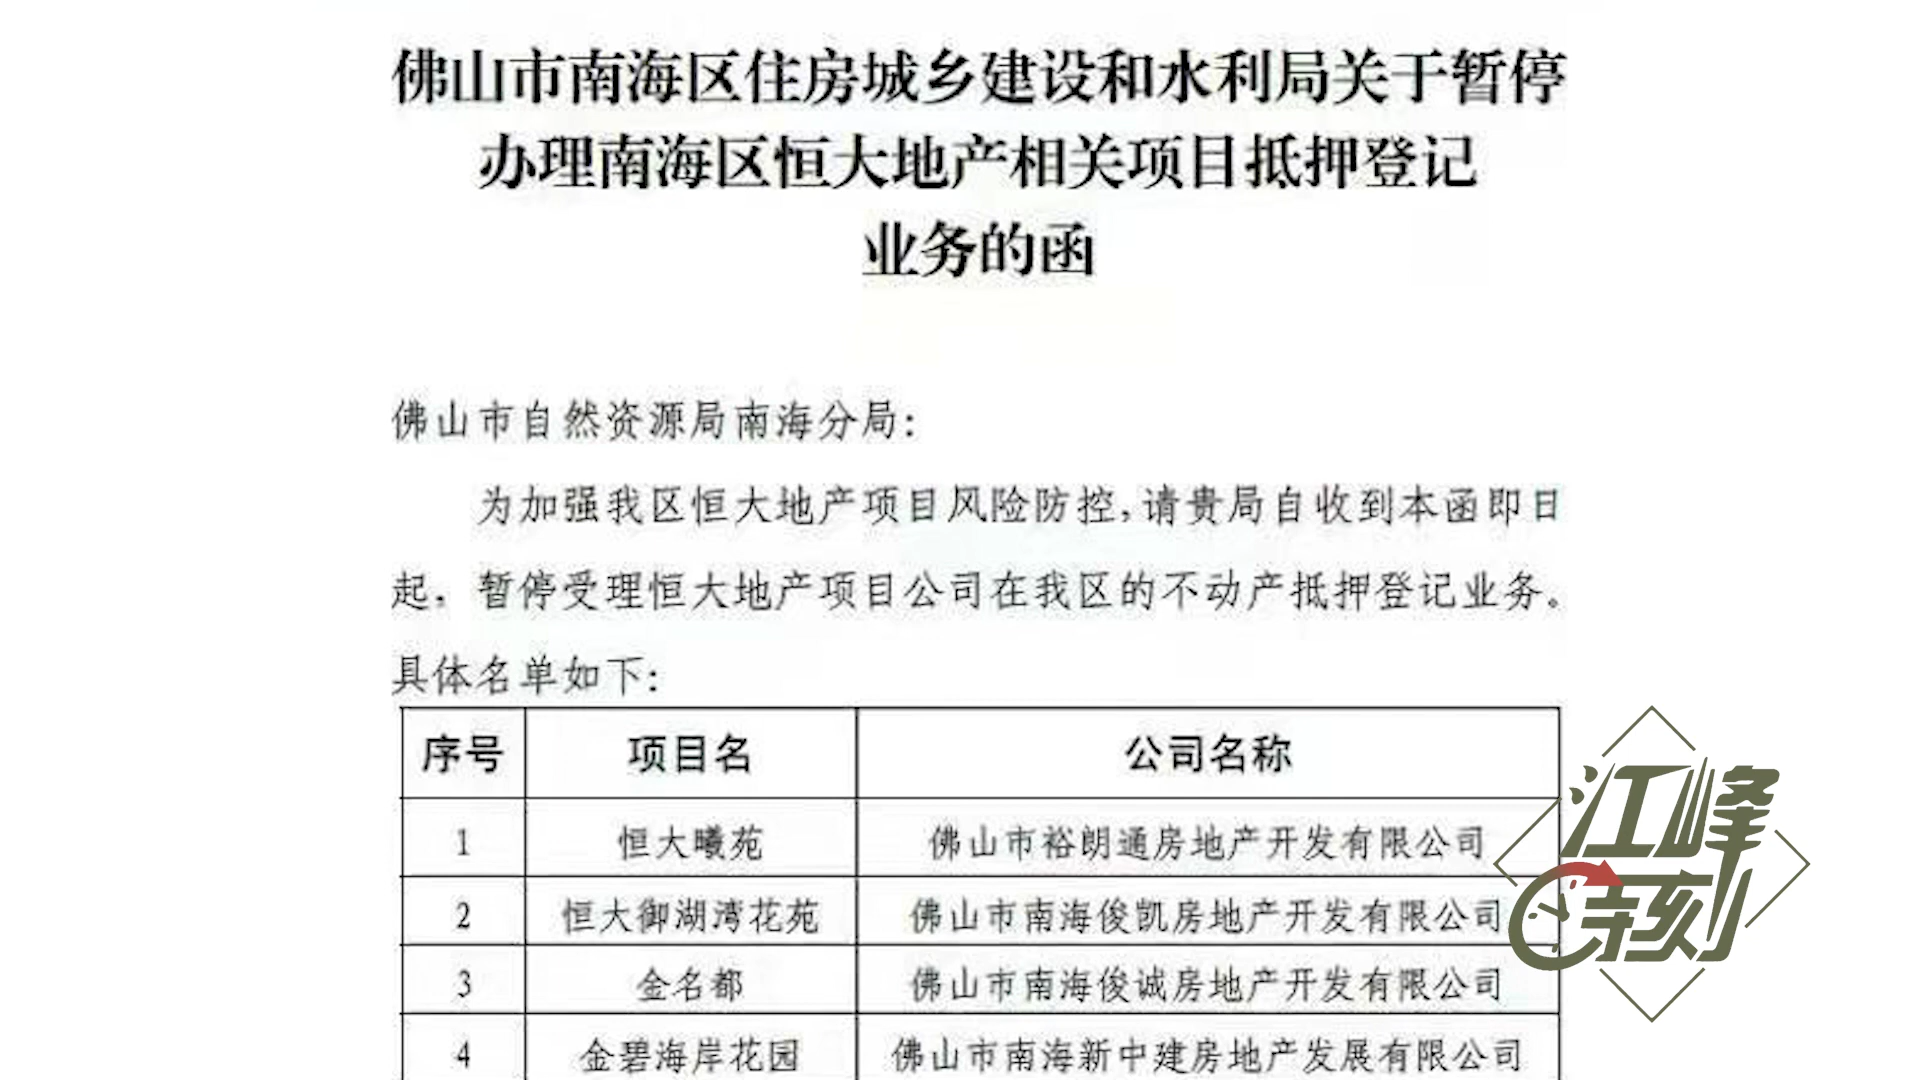 佛山市南海区住房城乡建设和水利局关于暂停
办理南海区恒大地产相关项目抵押登记
业务的函
佛山市自然资源局南海分局：
为加强我区恒大地产项目风险防控，请贵局自收到本函即日
起，暂停受理恒大地产项目公司在我区的不动产抵押登记业务。
具体名单如下：
序号 项目名 公司名称
1 恒大曦苑 佛山市裕朗通房地产开发有限公司
2 恒大御湖湾花苑 佛山市南海俊凯房地产开发有限公司
3 金名都 佛山市南海俊诚房地产开发有限公司
4 金碧海岸花园 佛山市南海新中建房地产发展有限公司
江峰
时刻